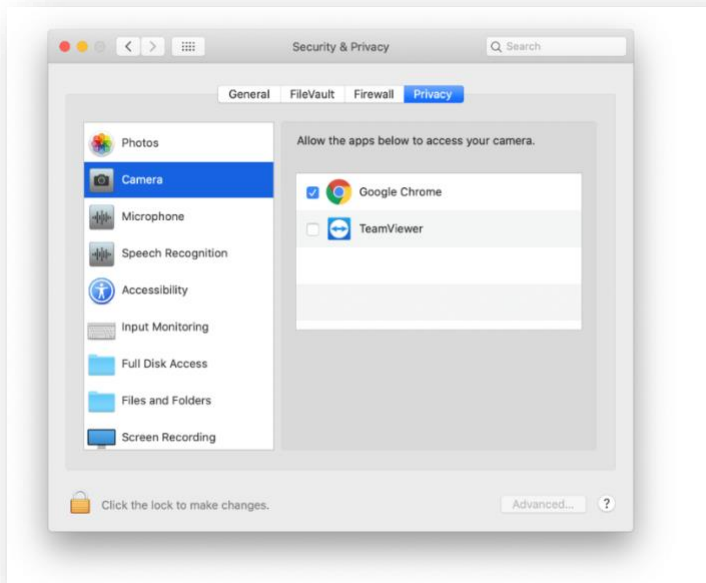 Security & Privacy
Search
General FileVault Firewall Privacy
Photos
Camera
Microphone
Speech Recognition
Accessibility
Input Monitoring
Full Disk Access
Files and Folders
Screen Recording
Allow the apps below to access your camera.
Google Chrome
TeamViewer
Click the lock to make changes.
Advanced... ?